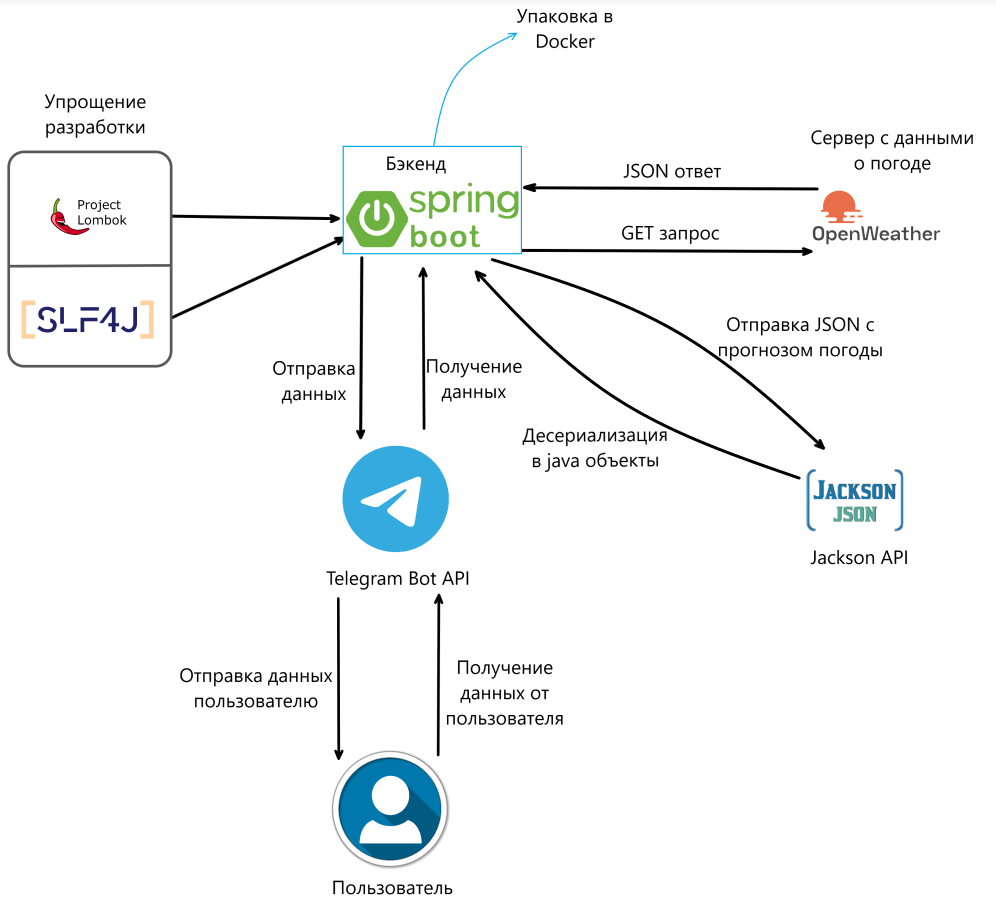 Упаковка в
Docker
Упрощение
разработки
Project
Lombok
SLF4J
Бэкенд
spring
boot
JSON ответ
GET запрос
Сервер с данными
о погоде
OpenWeather
Отправка
данных
Получение
данных
Отправка JSON с
прогнозом погоды
Десериализация
в java объекты
JACKSON
JSON
Jackson API
Telegram Bot API
Отправка данных
пользователю
Получение
данных от
пользователя
Пользователь